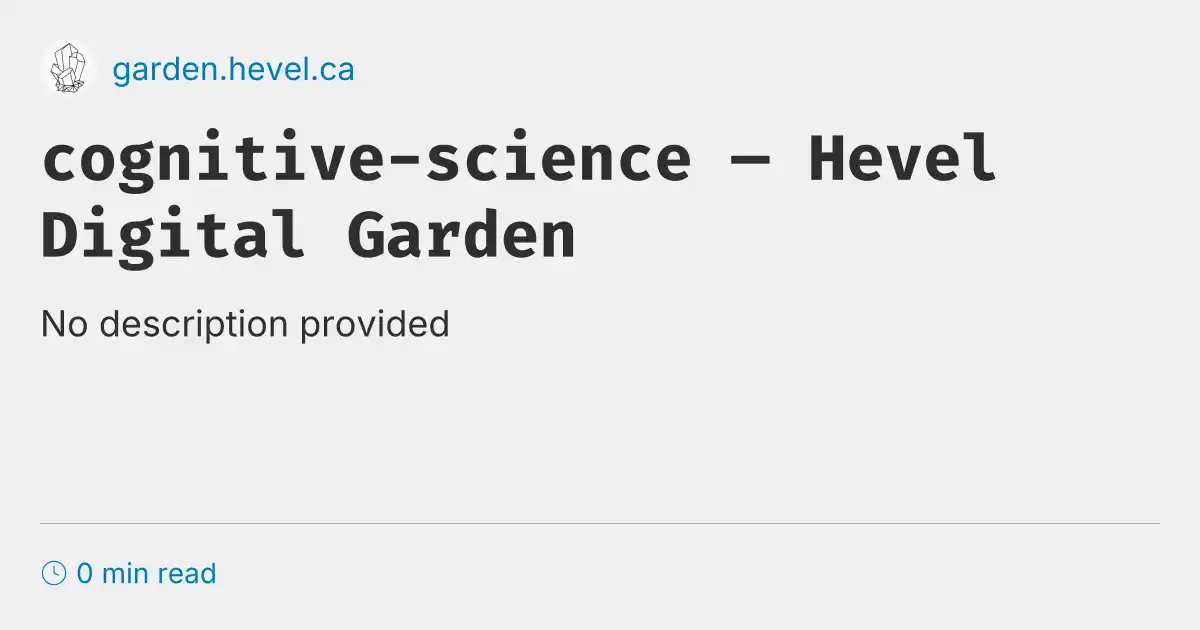 garden.hevel.ca
cognitive-science — Hevel
Digital Garden
No description provided
0 min read